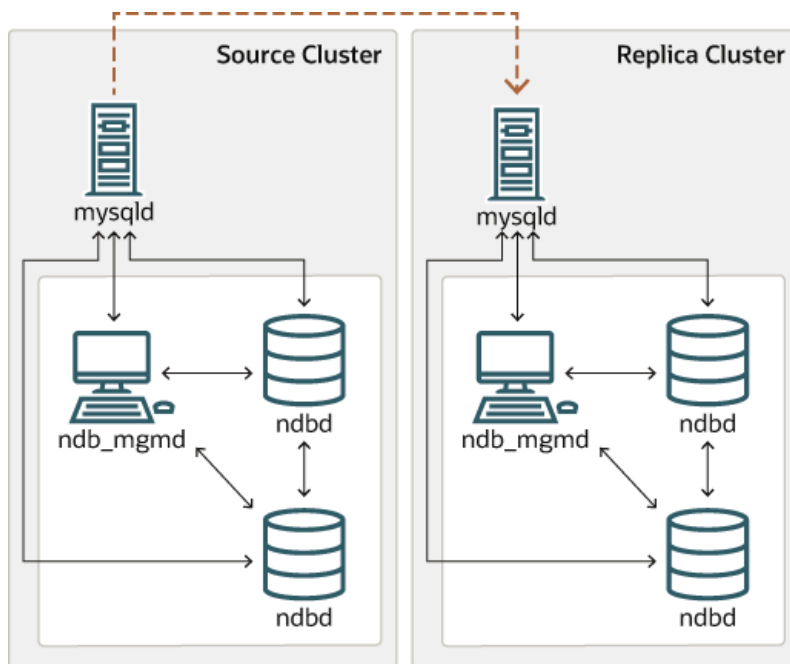 Source Cluster
mysqld
ndb_mgmd
ndbd
ndbd
Replica Cluster
mysqld
ndb_mgmd
ndbd
ndbd